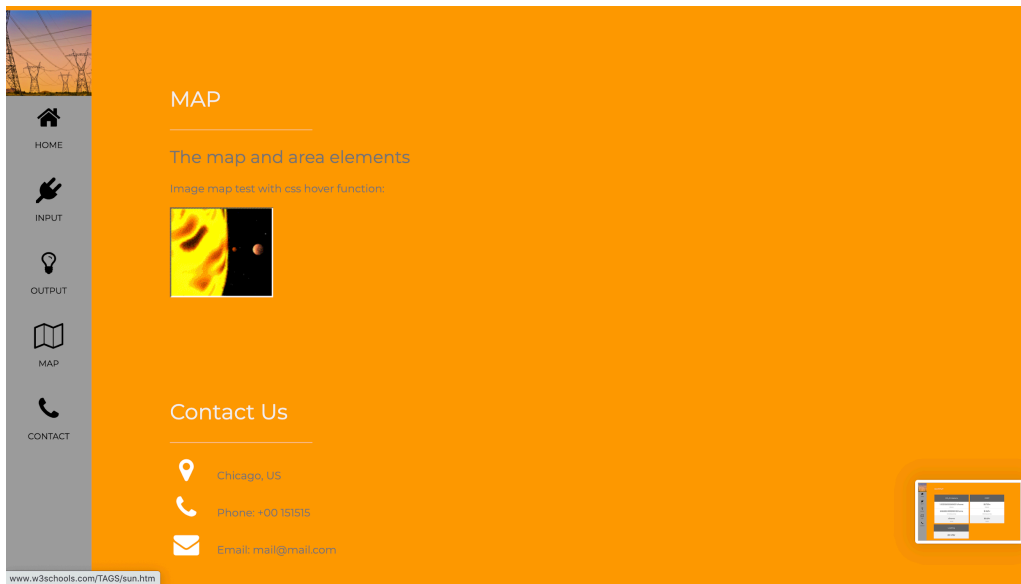 HOME
INPUT
OUTPUT
MAP
CONTACT
MAP
The map and area elements
Image map test with css hover function:
Contact Us
Chicago, US
Phone: +00 151515
Email: mail@mail.com
www.w3schools.com/TAGS/sun.htm